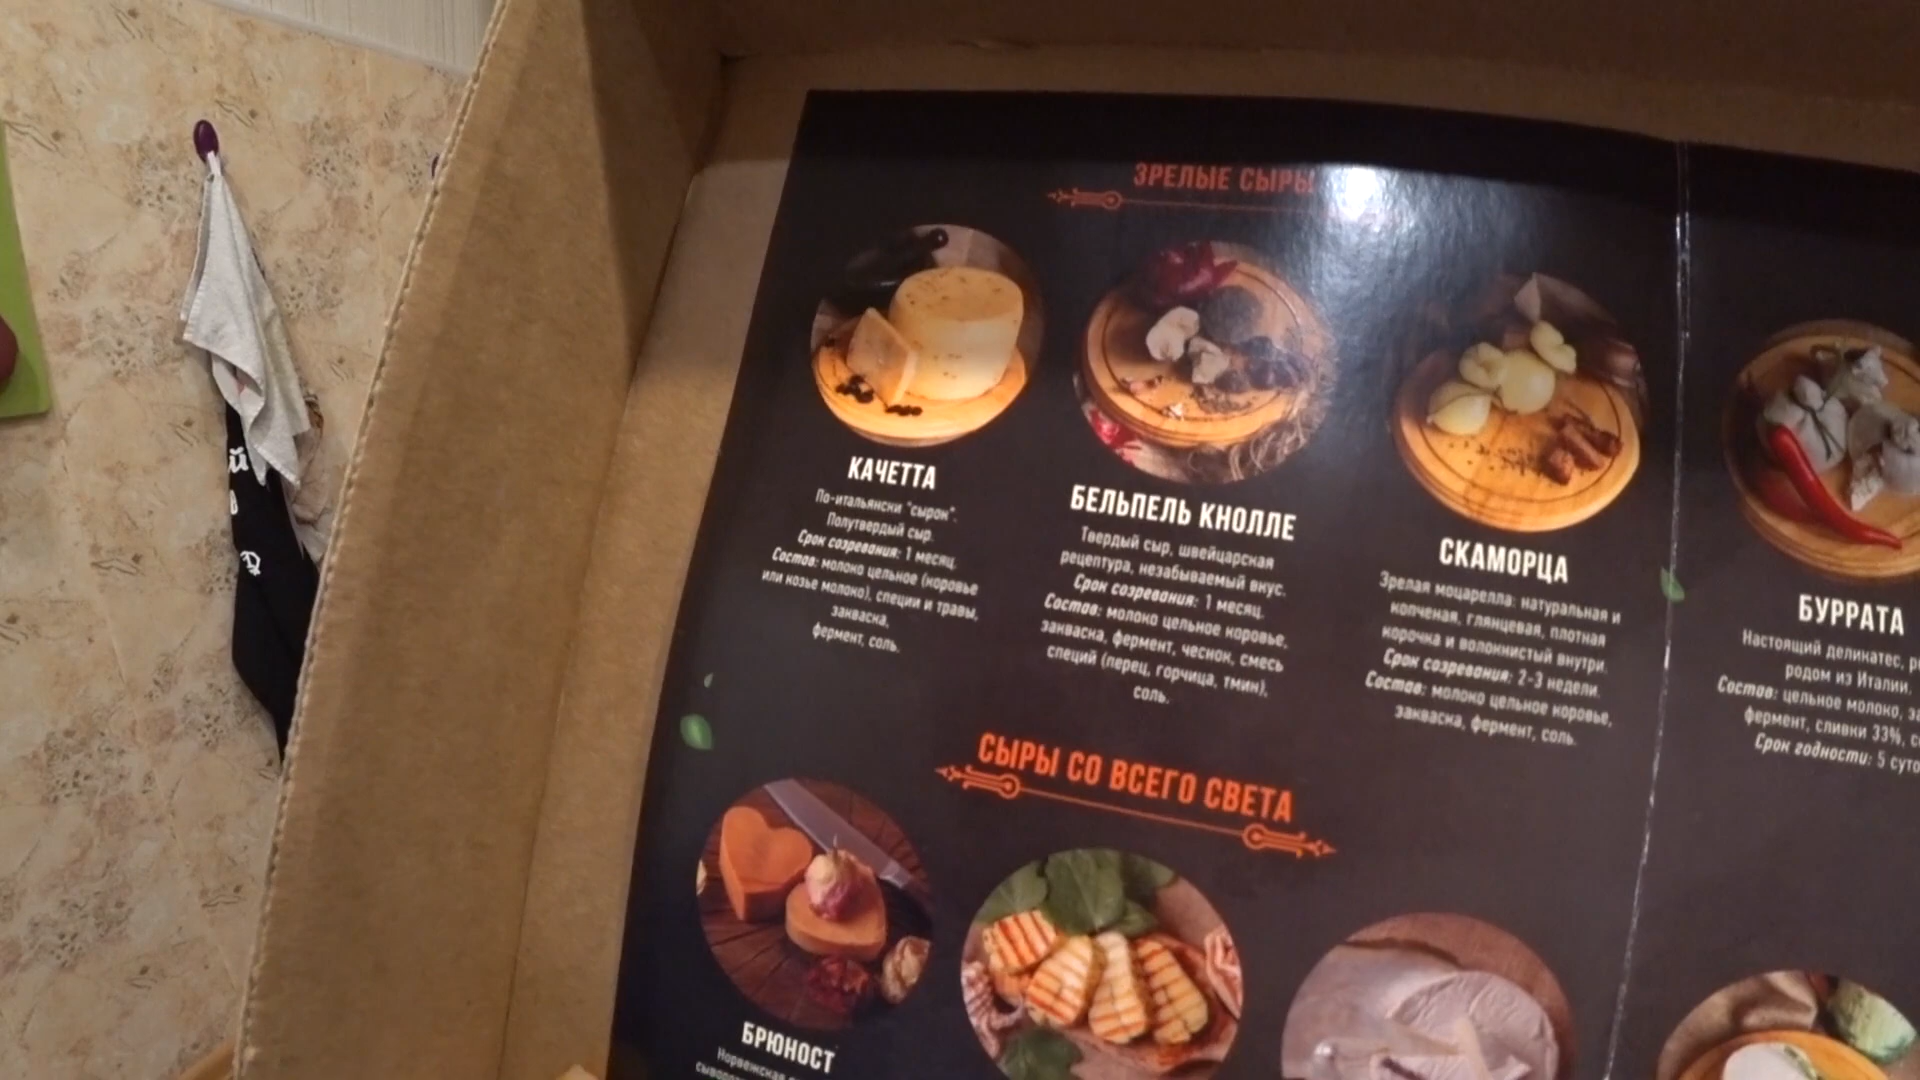 ЗРЕЛЫЕ СЫРЫ
КАЧЕТТА
По-итальянски "сырок".
Полутвердый сыр.
Срок созревания: 1 месяц.
Состав: молоко цельное (коровье
или козье молоко), специи и травы,
закваска,
фермент, соль.
БЕЛЬПЕЛЬ КНОЛЛЕ
Твердый сыр, швейцарская
рецептура, незабываемый вкус.
Срок созревания: 1 месяц.
Состав: молоко цельное коровье,
закваска, фермент, чеснок, смесь
специй (перец, горчица, тмин),
соль.
СКАМОРЦА
Зрелая моцарелла: натуральная и
копченая, глянцевая, плотная
корочка и волокнистый внутри.
Срок созревания: 2-3 недели.
Состав: молоко цельное коровье,
закваска, фермент, соль.
БУРРАТА
Настоящий деликатес,
родом из Италии.
Состав: цельное молоко,
фермент, сливки 33%,
Срок годности: 5
СЫРЫ СО ВСЕГО СВЕТА
БРЮНОСТ
Норвежская